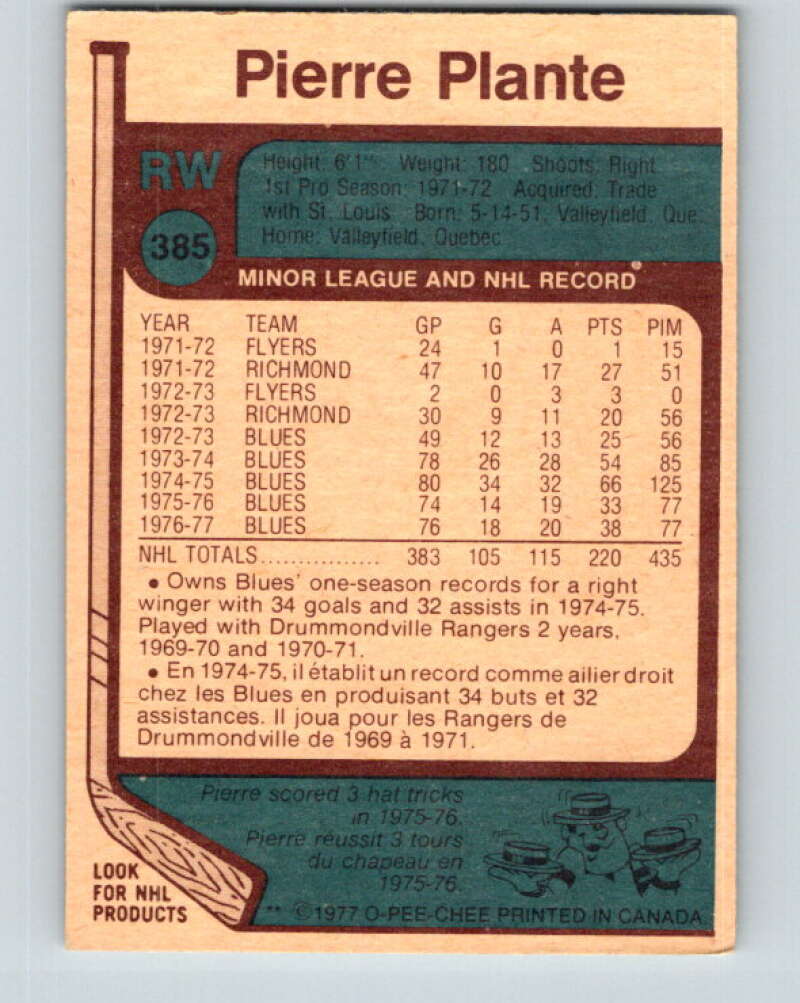 Pierre Plante
RW
Height: 6'1" Weight: 180 Shoots: Right
1st Pro Season: 1971-72 Acquired: Trade
with St. Louis Born: 5-14-51, Valleyfield, Que.
Home: Valleyfield, Quebec
385
MINOR LEAGUE AND NHL RECORD
YEAR TEAM GP G A PTS PIM
1971-72 FLYERS 24 1 0 1 15
1971-72 RICHMOND 47 10 17 27 51
1972-73 FLYERS 2 0 3 3 0
1972-73 RICHMOND 30 9 11 20 56
1972-73 BLUES 49 12 13 25 56
1973-74 BLUES 78 26 28 54 85
1974-75 BLUES 80 34 32 66 125
1975-76 BLUES 74 14 19 33 77
1976-77 BLUES 76 18 20 38 77
NHL TOTALS................ 383 105 115 220 435
• Owns Blues' one-season records for a right
winger with 34 goals and 32 assists in 1974-75.
Played with Drummondville Rangers 2 years,
1969-70 and 1970-71.
• En 1974-75, il établit un record comme ailier droit
chez les Blues en produisant 34 buts et 32
assistances. Il joua pour les Rangers de
Drummondville de 1969 à 1971.
Pierre scored 3 hat tricks
in 1975-76.
Pierre réussit 3 tours
du chapeau en
1975-76.
LOOK
FOR NHL
PRODUCTS
** ©1977 O-PEE-CHEE PRINTED IN CANADA